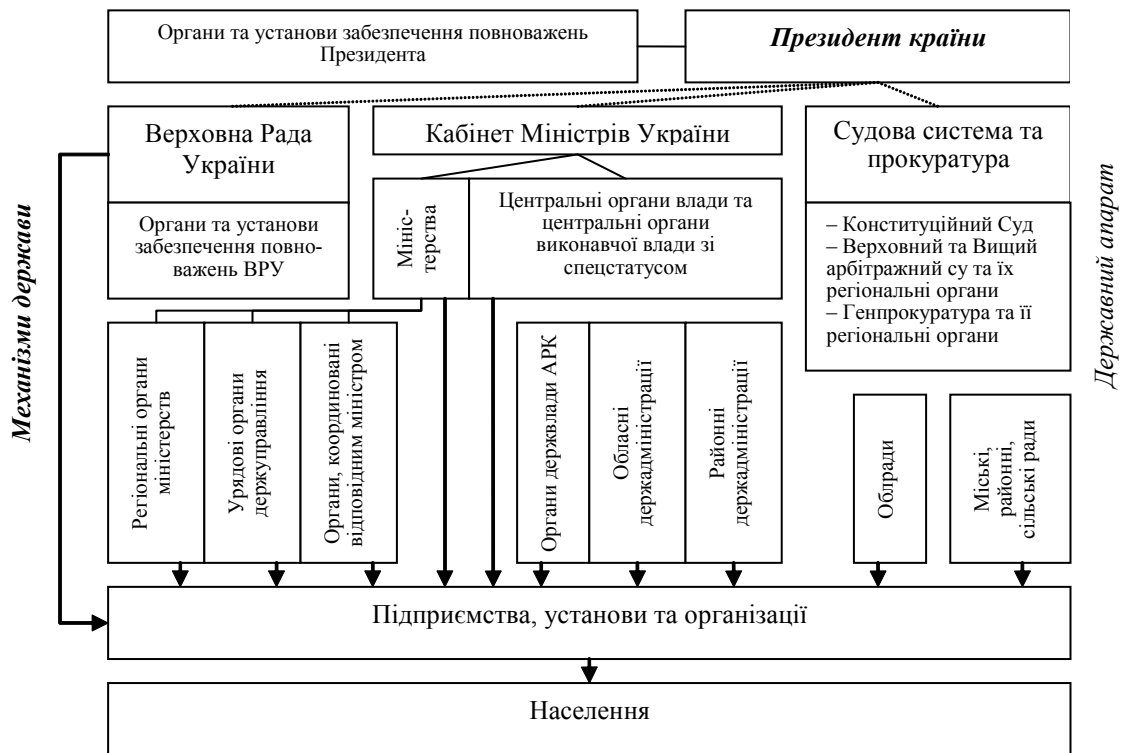 Органи та установи забезпечення повноважень
Президента
Президент країни
Верховна Рада
України
Кабінет Міністрів України
Судова система та
прокуратура
Органи та установи
забезпечення повно-
важень ВРУ
Мініс-
терства
Центральні органи влади та
центральні органи
виконавчої влади зі
спецстатусом
– Конституційний Суд
– Верховний та Вищий
арбітражний су та їх
регіональні органи
– Генпрокуратура та її
регіональні органи
Механізми держави
Державний апарат
Регіональні органи
міністерств
Урядові органи
держуправління
Органи, координовані
відповідним міністром
Органи держвлади АРК
Обласні
держадміністрації
Районні
держадміністрації
Облради
Міські,
районні,
сільські ради
Підприємства, установи та організації
Населення